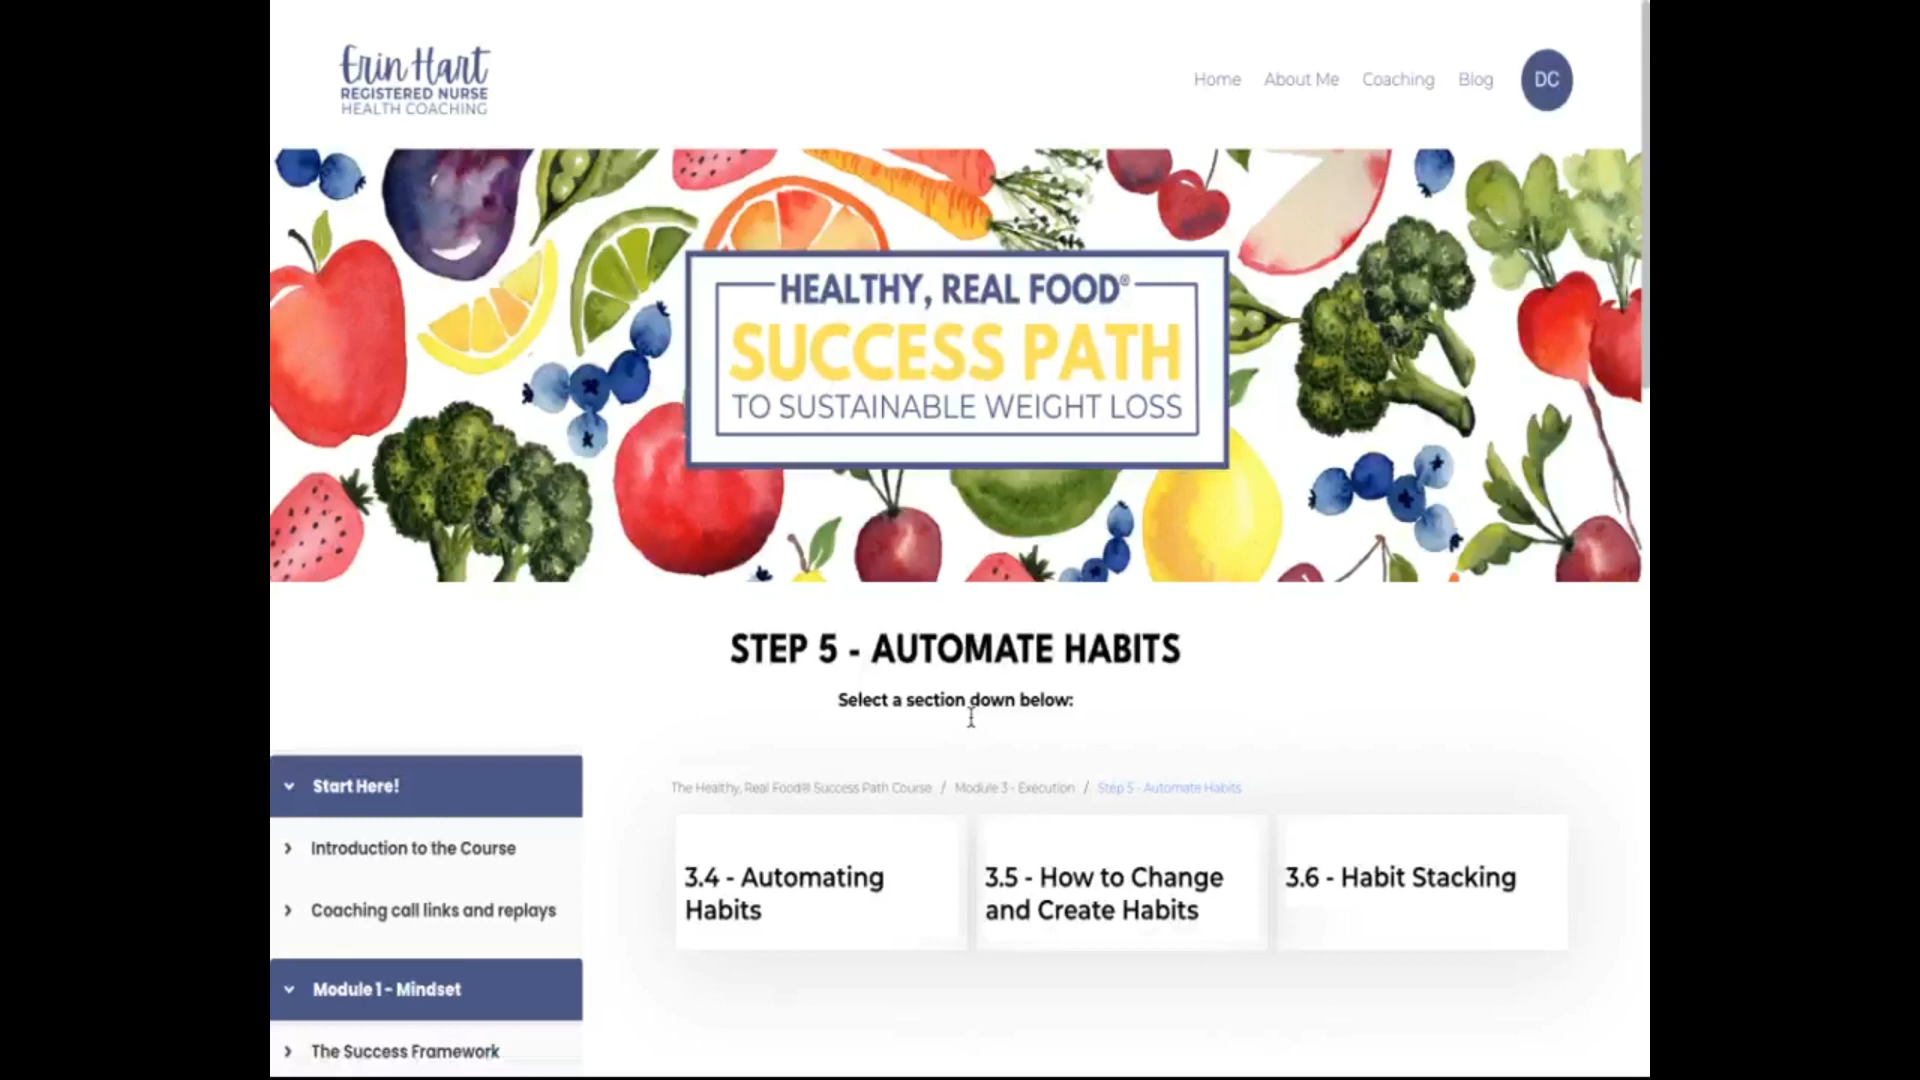 Erin Hart
REGISTERED NURSE
HEALTH COACHING
Home About Me Coaching Blog DC
HEALTHY, REAL FOOD®
SUCCESS PATH
TO SUSTAINABLE WEIGHT LOSS
STEP 5 - AUTOMATE HABITS
Select a section down below:
Start Here!
Introduction to the Course
Coaching call links and replays
Module 1 - Mindset
The Success Framework
The Healthy, Real Food® Success Path Course / Module 3 - Execution / Step 5 - Automate Habits
3.4 - Automating
Habits
3.5 - How to Change
and Create Habits
3.6 - Habit Stacking